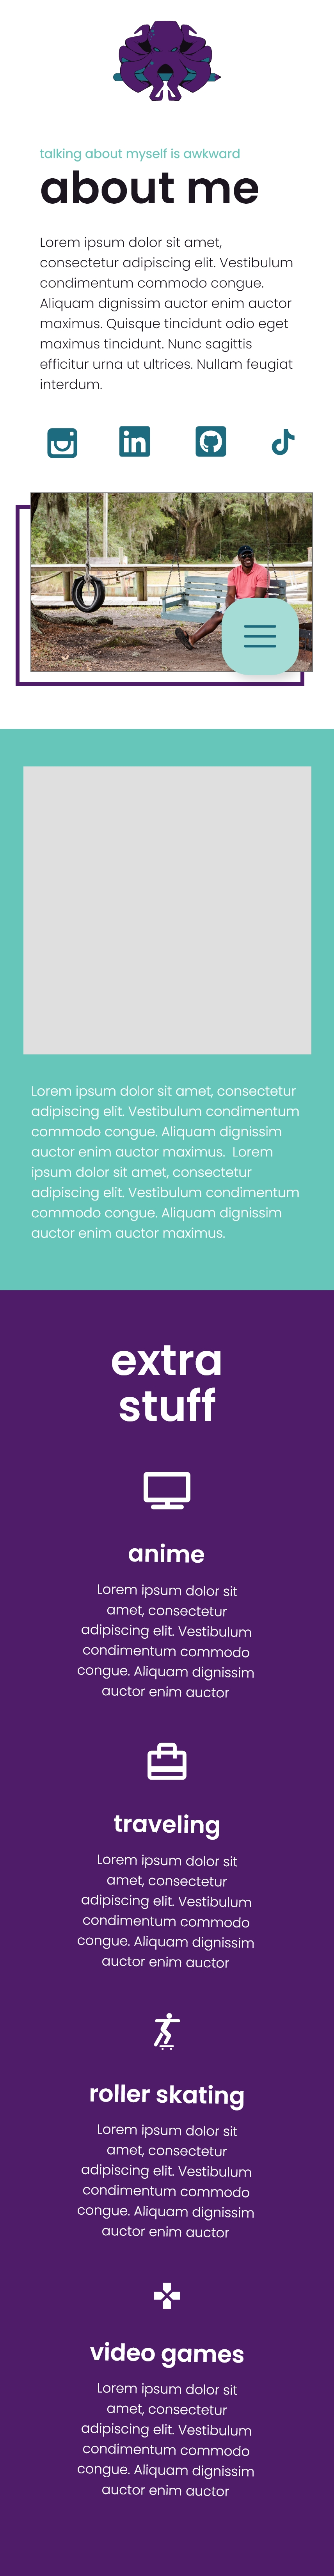 talking about myself is awkward
about me
Lorem ipsum dolor sit amet,
consectetur adipiscing elit. Vestibulum
condimentum commodo congue.
Aliquam dignissim auctor enim auctor
maximus. Quisque tincidunt odio eget
maximus tincidunt. Nunc sagittis
efficitur urna ut ultrices. Nullam feugiat
interdum.
in
Lorem ipsum dolor sit amet, consectetur
adipiscing elit. Vestibulum condimentum
commodo congue. Aliquam dignissim
auctor enim auctor maximus.  Lorem
ipsum dolor sit amet, consectetur
adipiscing elit. Vestibulum condimentum
commodo congue. Aliquam dignissim
auctor enim auctor maximus.
extra
stuff
anime
Lorem ipsum dolor sit
amet, consectetur
adipiscing elit. Vestibulum
condimentum commodo
congue. Aliquam dignissim
auctor enim auctor
traveling
Lorem ipsum dolor sit
amet, consectetur
adipiscing elit. Vestibulum
condimentum commodo
congue. Aliquam dignissim
auctor enim auctor
roller skating
Lorem ipsum dolor sit
amet, consectetur
adipiscing elit. Vestibulum
condimentum commodo
congue. Aliquam dignissim
auctor enim auctor
video games
Lorem ipsum dolor sit
amet, consectetur
adipiscing elit. Vestibulum
condimentum commodo
congue. Aliquam dignissim
auctor enim auctor